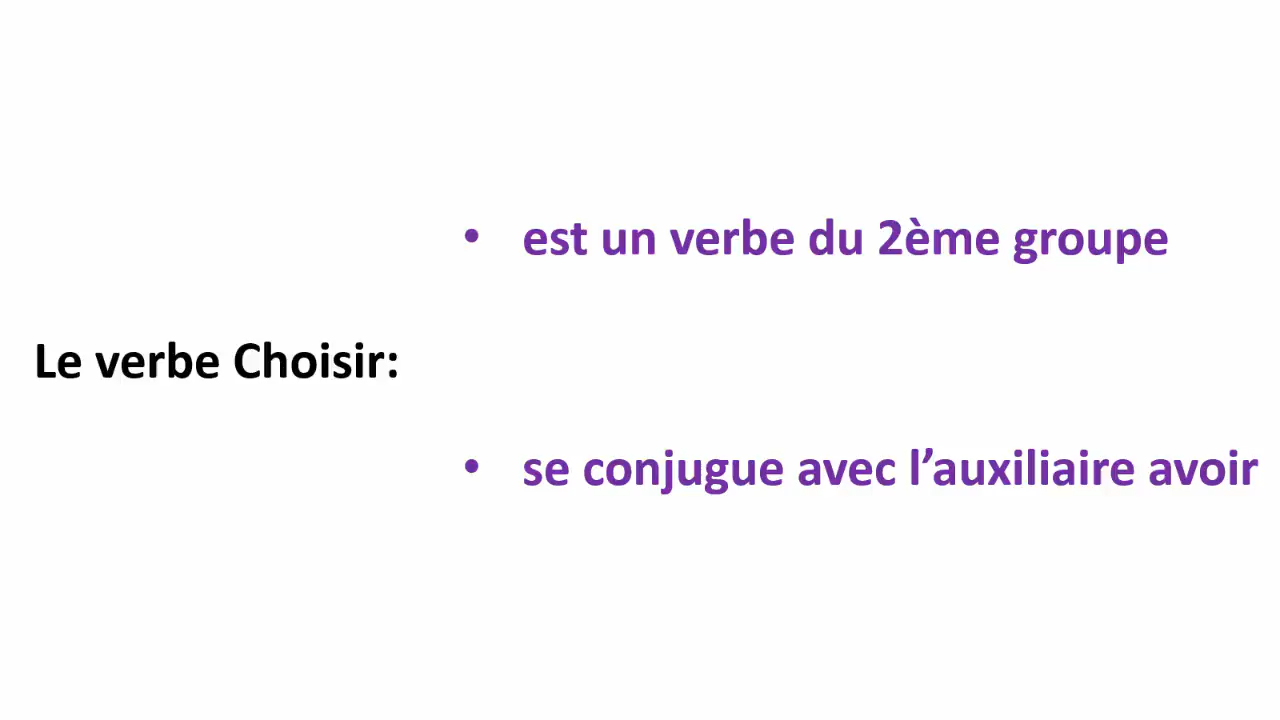 Le verbe Choisir:
• est un verbe du 2ème groupe
• se conjugue avec l’auxiliaire avoir